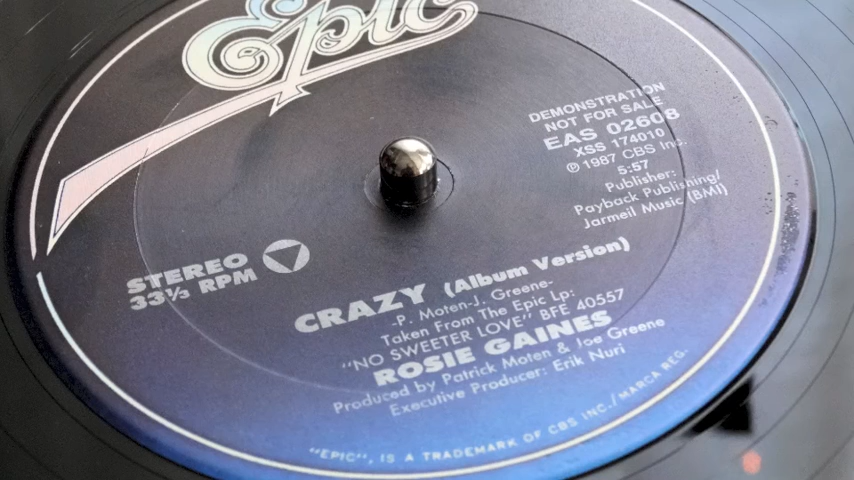 Epic
DEMONSTRATION
NOT FOR SALE
EAS 02608
XSS 174010
℗ 1987 CBS Inc.
5:57
Publisher:
Payback Publishing/
Jarmeil Music (BMI)
STEREO
33⅓ RPM
CRAZY (Album Version)
-P. Moten-J. Greene-
Taken From The Epic Lp:
"NO SWEETER LOVE" BFE 40557
ROSIE GAINES
Produced by Patrick Moten & Joe Greene
Executive Producer: Erik Nuri
"EPIC", IS A TRADEMARK OF CBS INC./MARCA REG.